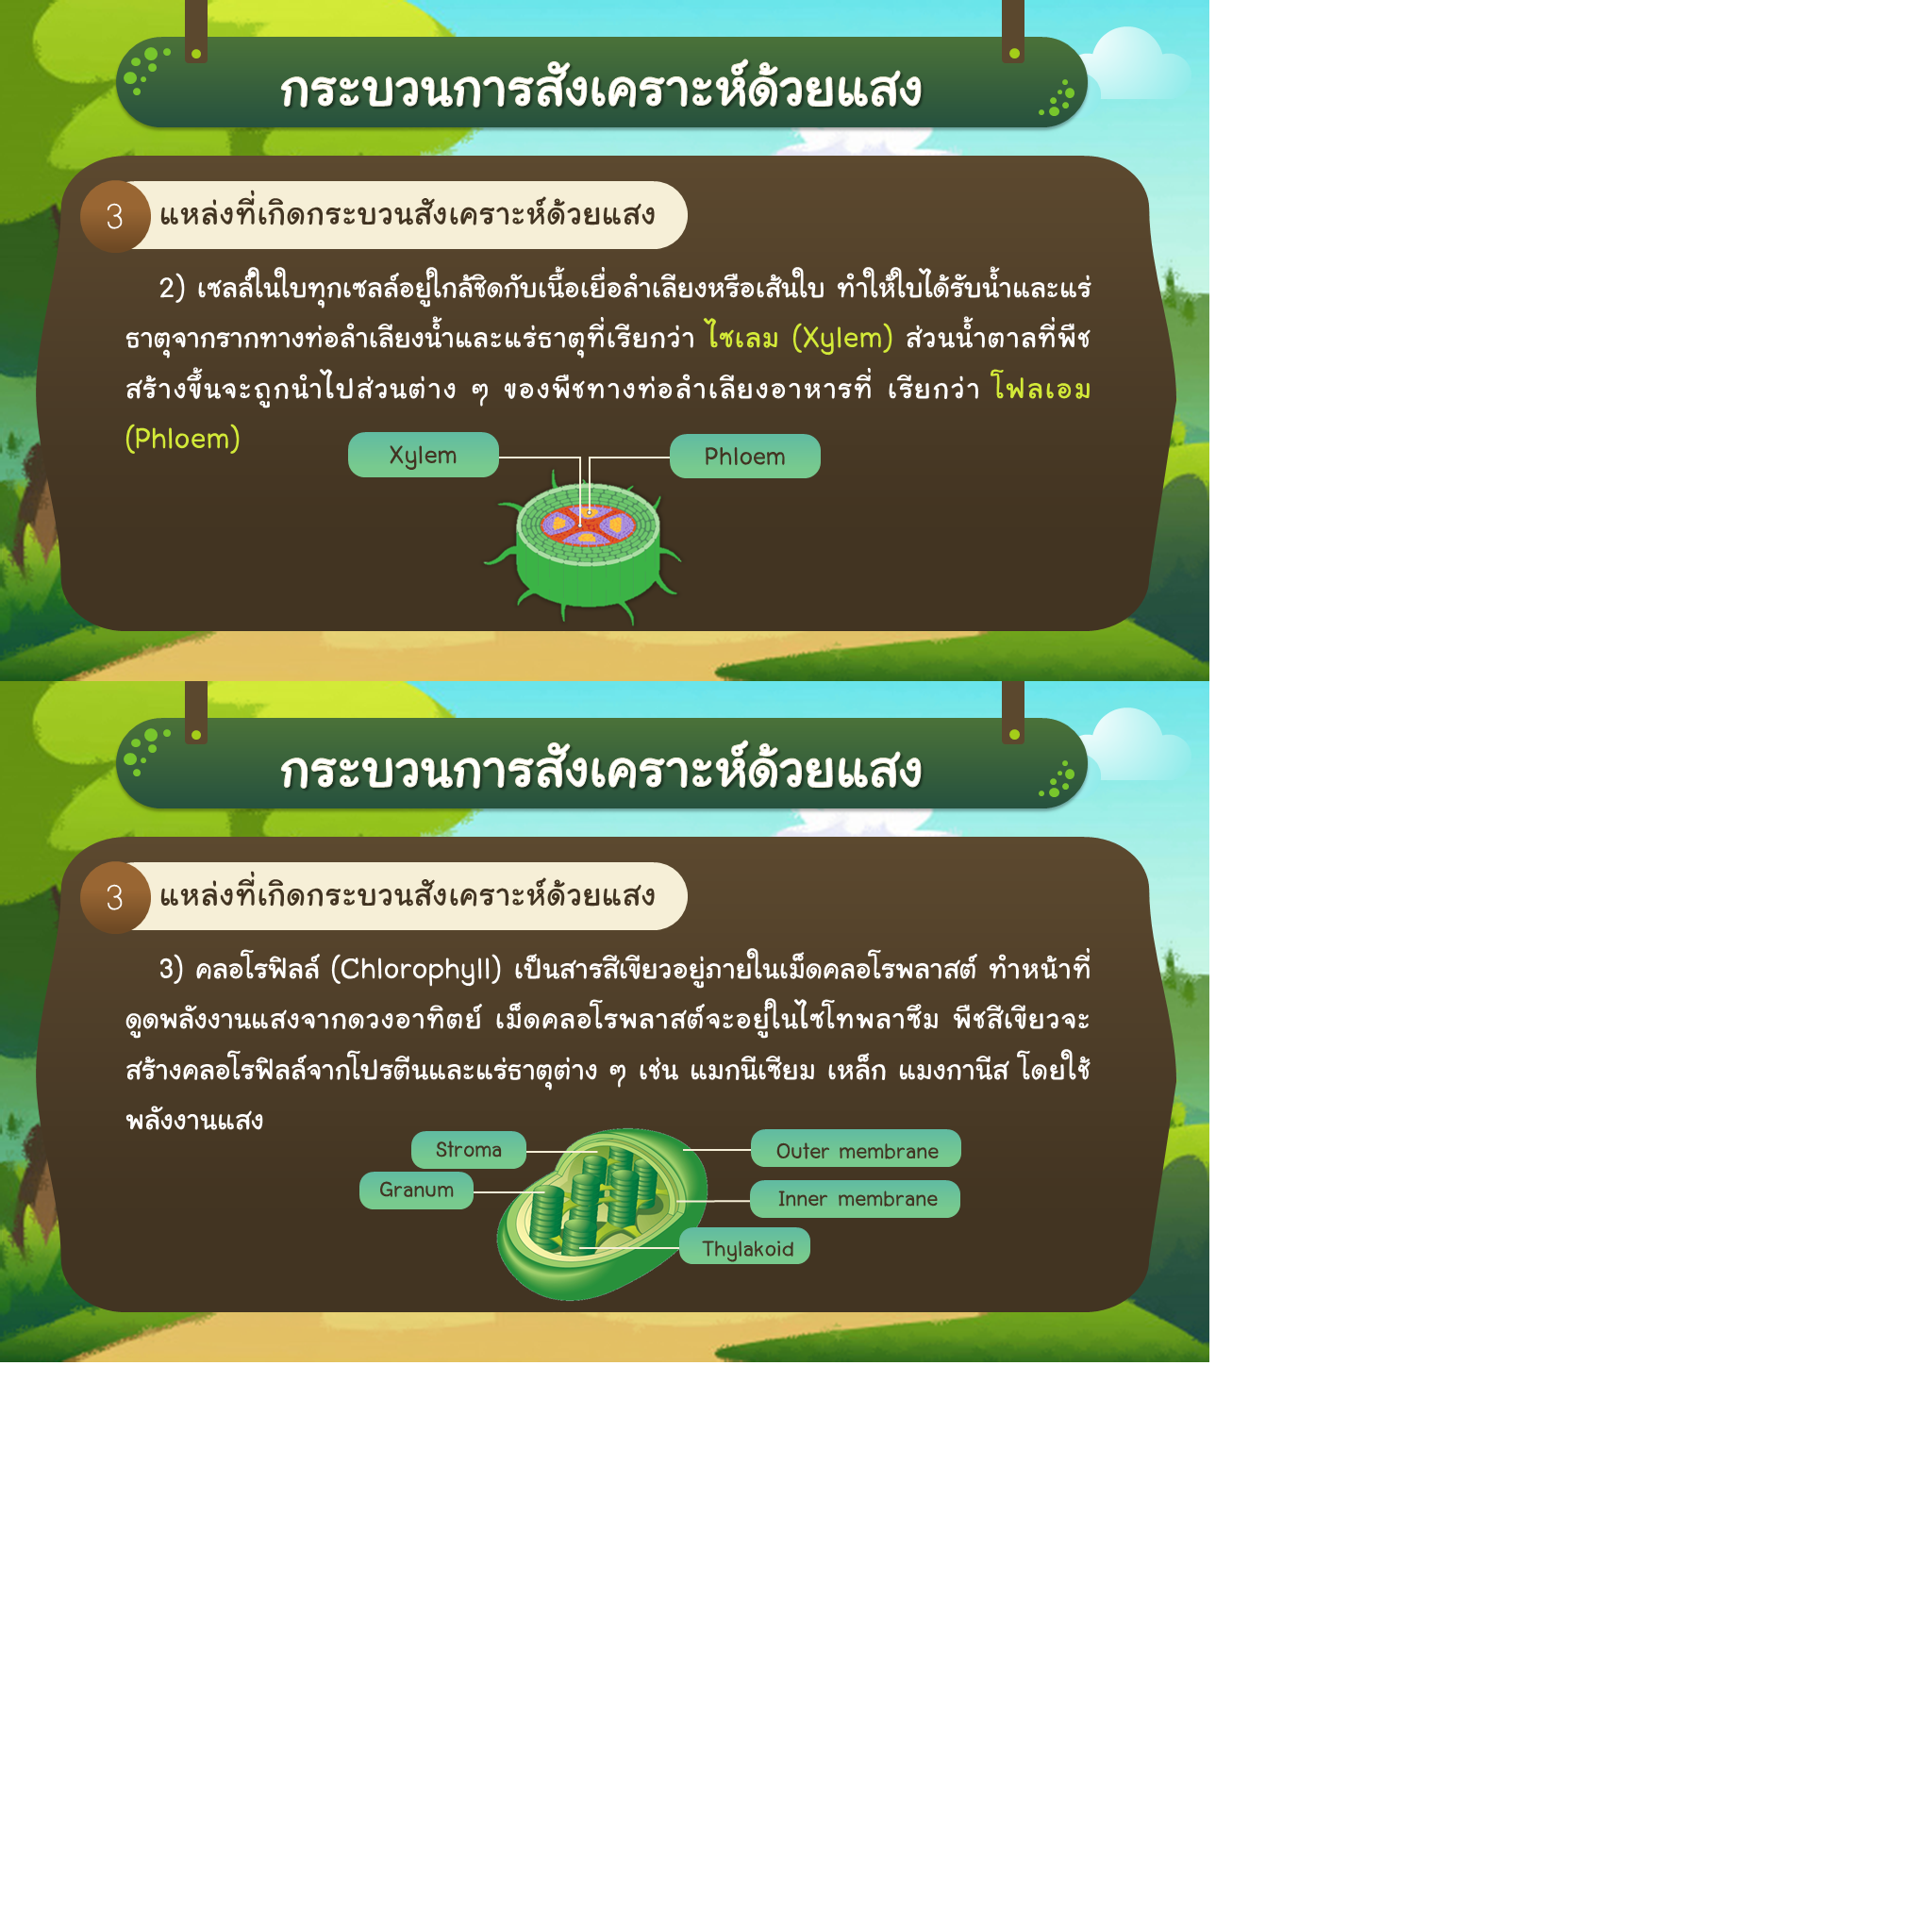 กระบวนการสังเคราะห์ด้วยแสง
3 แหล่งที่เกิดกระบวนสังเคราะห์ด้วยแสง
2) เซลล์ในใบทุกเซลล์อยู่ใกล้ชิดกับเนื้อเยื่อลำเลียงหรือเส้นใบ ทำให้ใบได้รับน้ำและแร่
ธาตุจากรากทางท่อลำเลียงน้ำและแร่ธาตุที่เรียกว่า ไซเลม (Xylem) ส่วนน้ำตาลที่พืช
สร้างขึ้นจะถูกนำไปส่วนต่าง ๆ ของพืชทางท่อลำเลียงอาหารที่ เรียกว่า โฟลเอม
(Phloem)
Xylem
Phloem
กระบวนการสังเคราะห์ด้วยแสง
3 แหล่งที่เกิดกระบวนสังเคราะห์ด้วยแสง
3) คลอโรฟิลล์ (Chlorophyll) เป็นสารสีเขียวอยู่ภายในเม็ดคลอโรพลาสต์ ทำหน้าที่
ดูดพลังงานแสงจากดวงอาทิตย์ เม็ดคลอโรพลาสต์จะอยู่ในไซโทพลาซึม พืชสีเขียวจะ
สร้างคลอโรฟิลล์จากโปรตีนและแร่ธาตุต่าง ๆ เช่น แมกนีเซียม เหล็ก แมงกานีส โดยใช้
พลังงานแสง
Stroma
Outer membrane
Granum
Inner membrane
Thylakoid